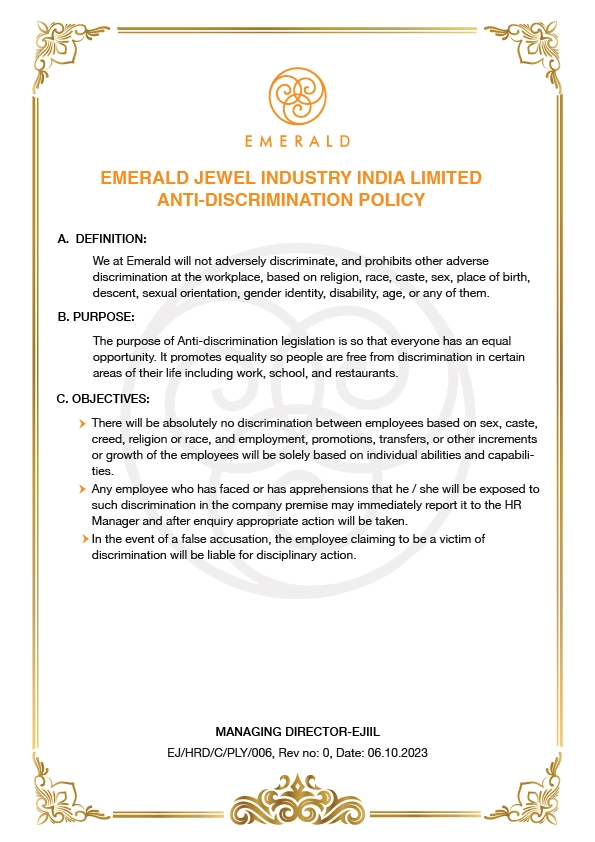 EMERALD
EMERALD JEWEL INDUSTRY INDIA LIMITED
ANTI-DISCRIMINATION POLICY
A. DEFINITION:
We at Emerald will not adversely discriminate, and prohibits other adverse
discrimination at the workplace, based on religion, race, caste, sex, place of birth,
descent, sexual orientation, gender identity, disability, age, or any of them.
B. PURPOSE:
The purpose of Anti-discrimination legislation is so that everyone has an equal
opportunity. It promotes equality so people are free from discrimination in certain
areas of their life including work, school, and restaurants.
C. OBJECTIVES:
There will be absolutely no discrimination between employees based on sex, caste,
creed, religion or race, and employment, promotions, transfers, or other increments
or growth of the employees will be solely based on individual abilities and capabili-
ties.
Any employee who has faced or has apprehensions that he / she will be exposed to
such discrimination in the company premise may immediately report it to the HR
Manager and after enquiry appropriate action will be taken.
In the event of a false accusation, the employee claiming to be a victim of
discrimination will be liable for disciplinary action.
MANAGING DIRECTOR-EJIIL
EJ/HRD/C/PLY/006, Rev no: 0, Date: 06.10.2023